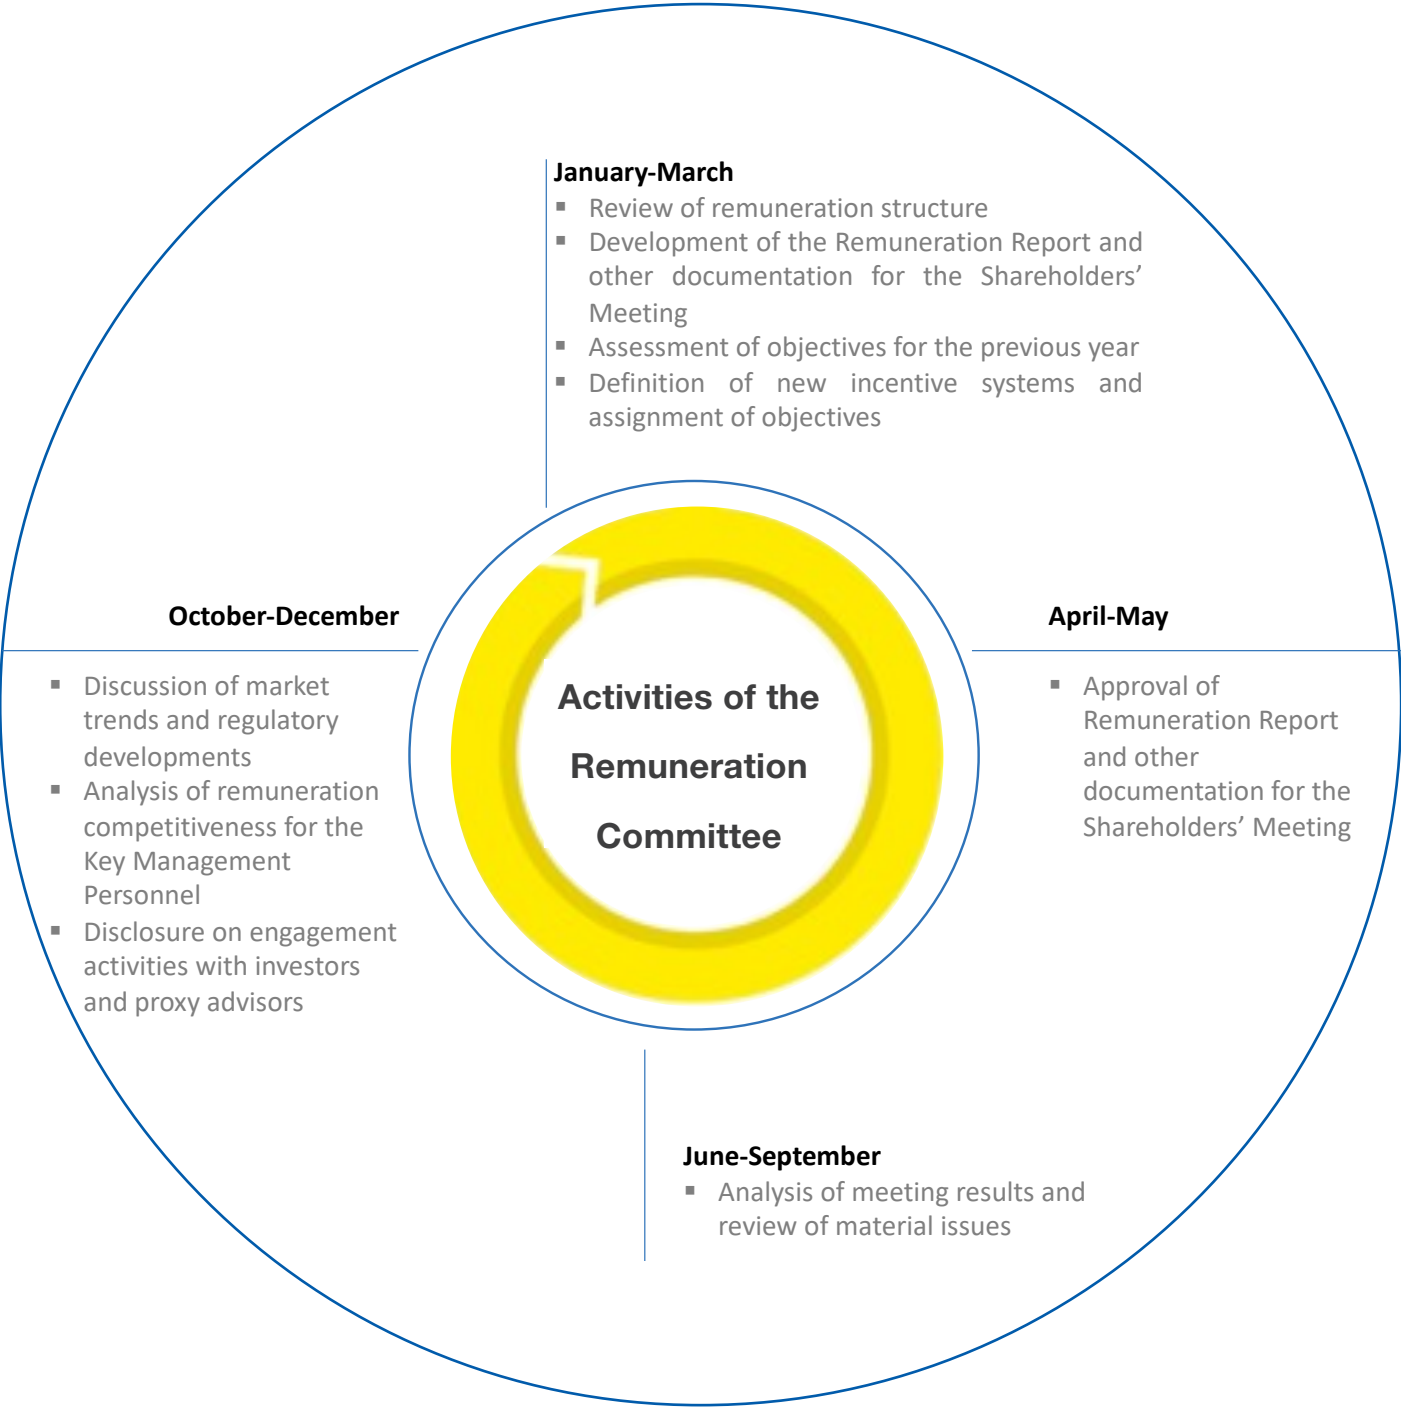 January-March
▪ Review of remuneration structure
▪ Development of the Remuneration Report and
other documentation for the Shareholders’
Meeting
▪ Assessment of objectives for the previous year
▪ Definition of new incentive systems and
assignment of objectives
April-May
▪ Approval of
Remuneration Report
and other
documentation for the
Shareholders’ Meeting
June-September
▪ Analysis of meeting results and
review of material issues
October-December
▪ Discussion of market
trends and regulatory
developments
▪ Analysis of remuneration
competitiveness for the
Key Management
Personnel
▪ Disclosure on engagement
activities with investors
and proxy advisors
Activities of the
Remuneration
Committee